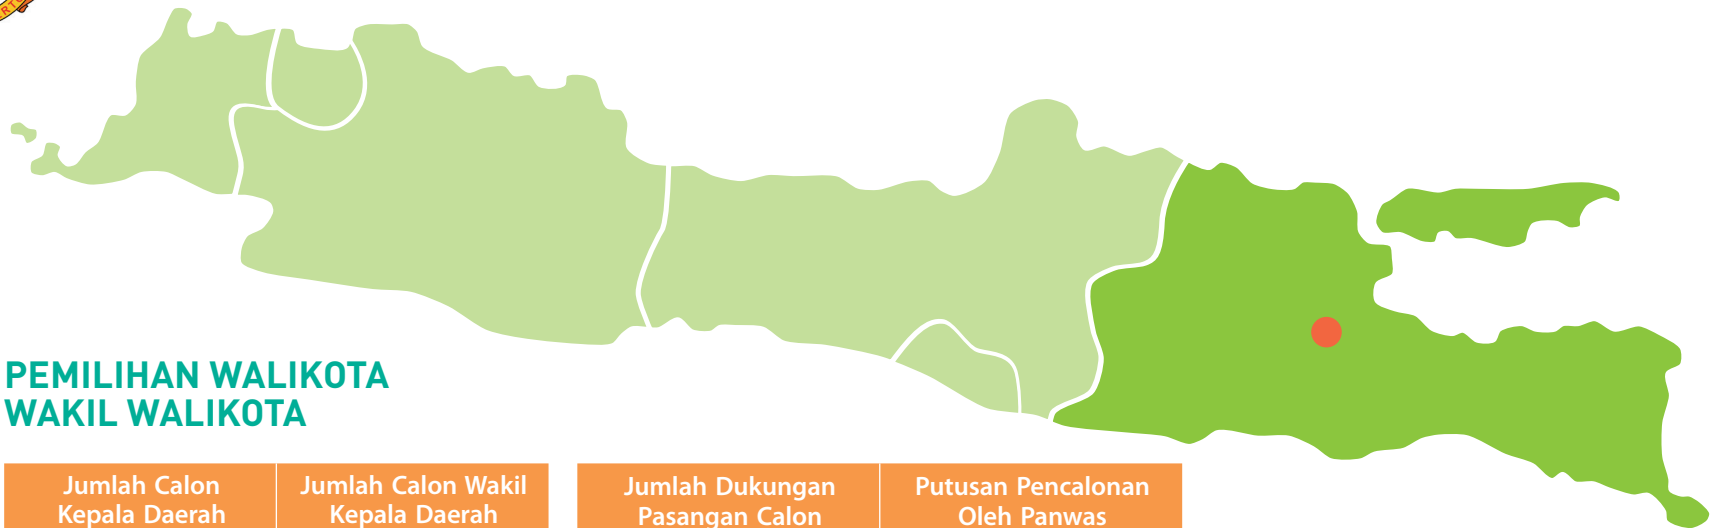 PEMILIHAN WALIKOTA
WAKIL WALIKOTA
Jumlah Calon
Kepala Daerah
Jumlah Calon Wakil
Kepala Daerah
Jumlah Dukungan
Pasangan Calon
Putusan Pencalonan
Oleh Panwas